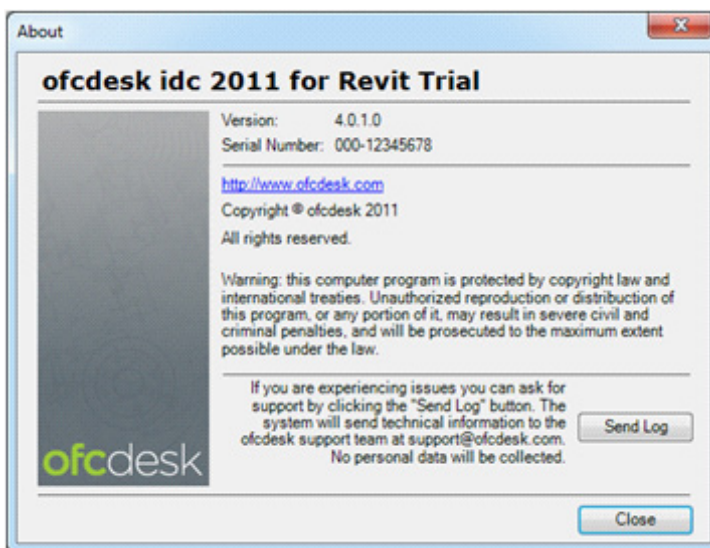 About
ofcdesk idc 2011 for Revit Trial
Version: 4.0.1.0
Serial Number: 000-12345678
http://www.ofcdesk.com
Copyright ® ofcdesk 2011
All rights reserved.
Warning: this computer program is protected by copyright law and
international treaties. Unauthorized reproduction or distribution of
this program, or any portion of it, may result in severe civil and
criminal penalties, and will be prosecuted to the maximum extent
possible under the law.
If you are experiencing issues you can ask for
support by clicking the "Send Log" button. The
system will send technical information to the
ofcdesk support team at support@ofcdesk.com.
No personal data will be collected.
Send Log
ofcdesk
Close